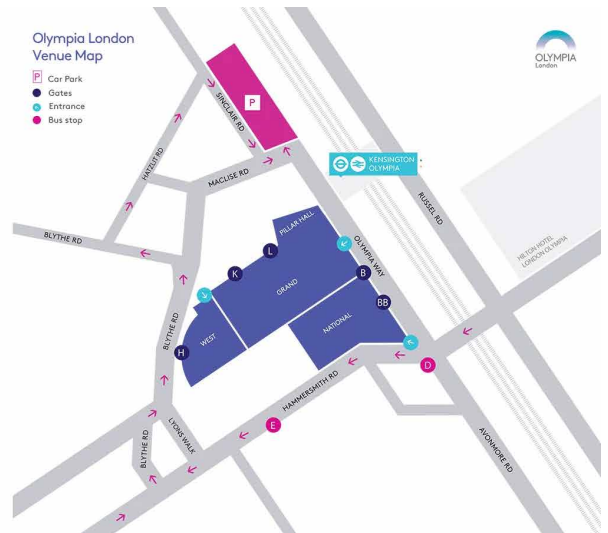 Olympia London
Venue Map
P Car Park
Gates
Entrance
Bus stop
OLYMPIA
London
P
SINCLAIR RD
HATZLIT RD
MACLISE RD
KENSINGTON
OLYMPIA
RUSSEL RD
BLYTHE RD
PILLAR HALL
OLYMPIA WAY
HILTON HOTEL
LONDON OLYMPIA
L
K
B
GRAND
BB
BLYTHE RD
WEST
NATIONAL
H
D
HAMMERSMITH RD
E
LYONS WALK
BLYTHE RD
AVONMORE RD